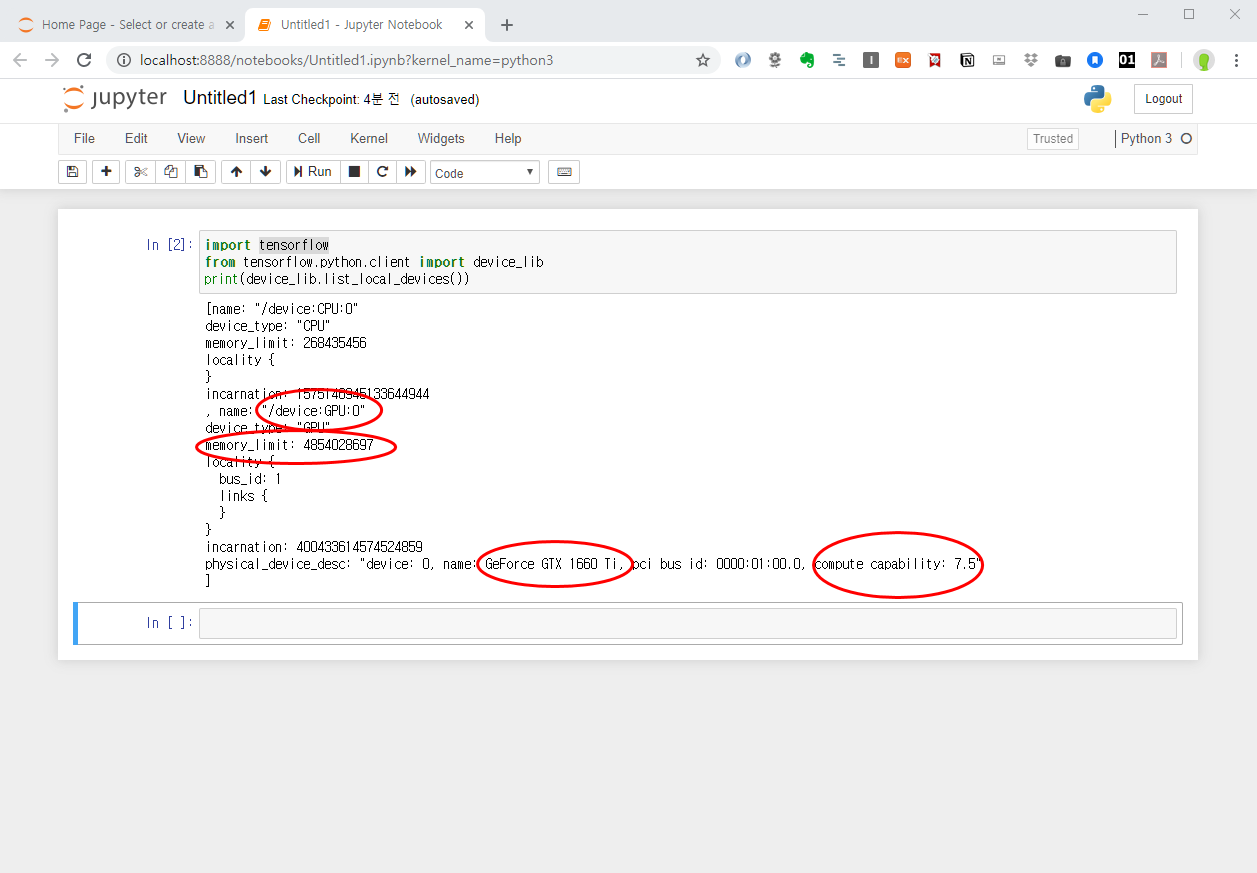 Home Page - Select or create a
Untitled1 - Jupyter Notebook
localhost:8888/notebooks/Untitled1.ipynb?kernel_name=python3
EX
01
jupyter Untitled1 Last Checkpoint: 4분 전 (autosaved)
Logout
File Edit View Insert Cell Kernel Widgets Help
Trusted
Python 3
Run
Code
In [2]:
import tensorflow
from tensorflow.python.client import device_lib
print(device_lib.list_local_devices())
[name: "/device:CPU:0"
device_type: "CPU"
memory_limit: 268435456
locality {
}
incarnation: 1575140945133644944
, name: "/device:GPU:0"
device_type: "GPU"
memory_limit: 4854028697
locality {
bus_id: 1
links {
}
}
incarnation: 400433614574524859
physical_device_desc: "device: 0, name: GeForce GTX 1660 Ti, pci bus id: 0000:01:00.0, compute capability: 7.5"
]
In [ ]: